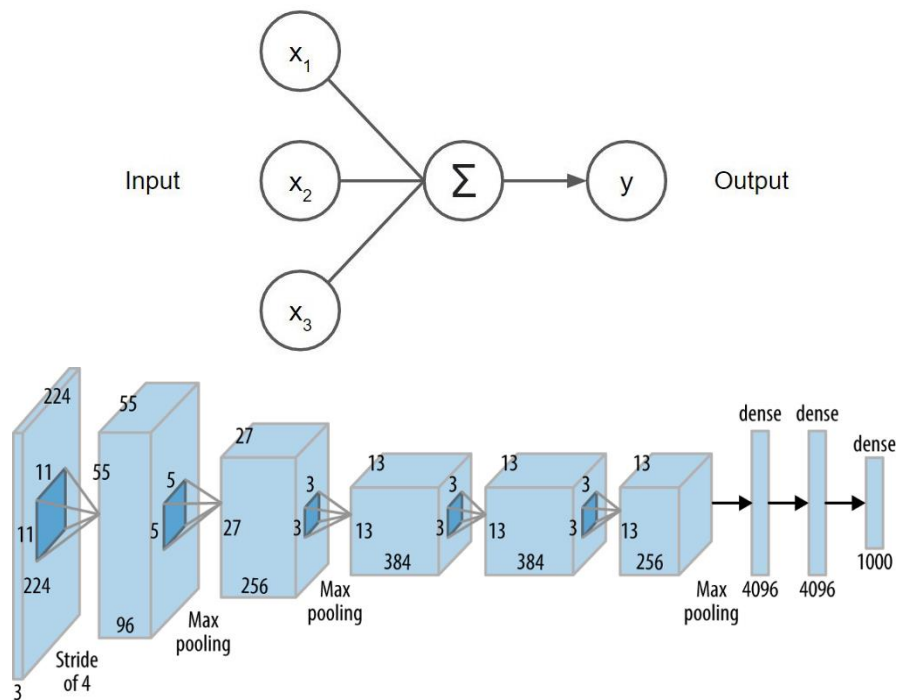 x₁
Input
x₂
Σ
y
Output
x₃
224
55
11
55
11
224
3
Stride
of 4
5
5
96
Max
pooling
27
27
256
3
3
Max
pooling
13
13
384
3
3
13
13
384
3
3
13
13
256
Max
pooling
dense
4096
dense
4096
dense
1000